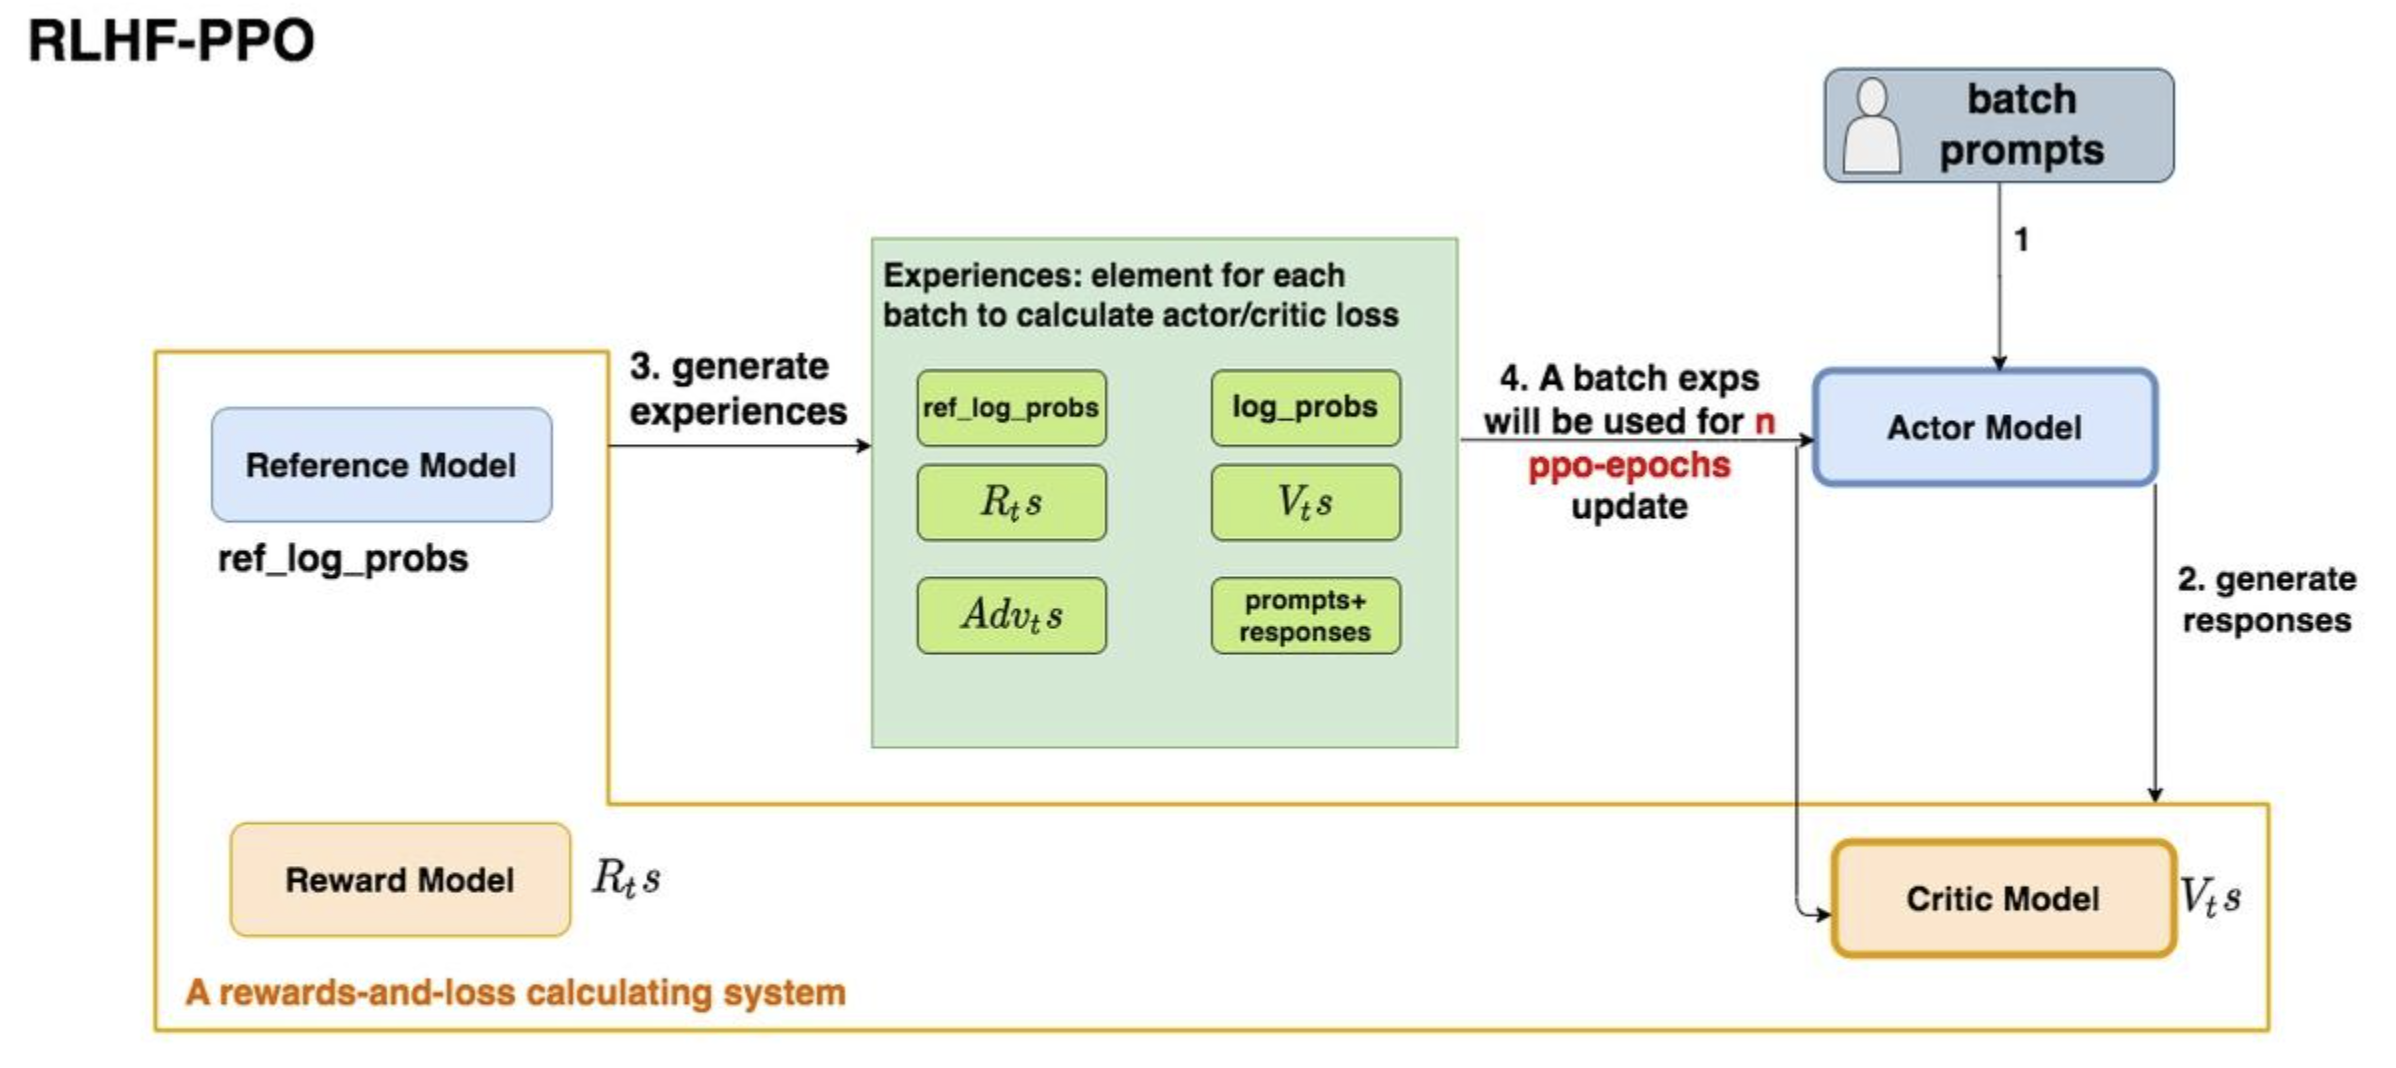 RLHF-PPO
batch
prompts
1
Experiences: element for each
batch to calculate actor/critic loss
ref_log_probs
log_probs
R_t s
V_t s
Adv_t s
prompts+
responses
3. generate
experiences
4. A batch exps
will be used for n
ppo-epochs
update
Actor Model
2. generate
responses
Reference Model
ref_log_probs
Reward Model
R_t s
Critic Model
V_t s
A rewards-and-loss calculating system